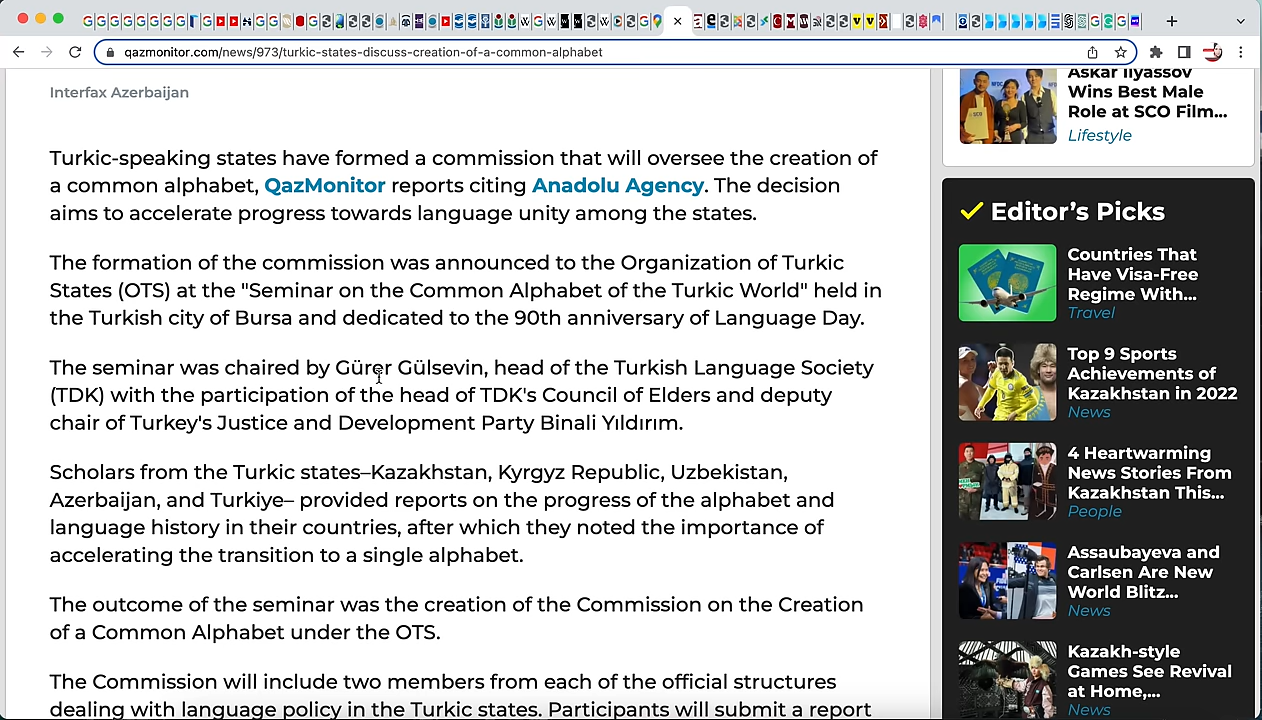 qazmonitor.com/news/973/turkic-states-discuss-creation-of-a-common-alphabet
Interfax Azerbaijan
Turkic-speaking states have formed a commission that will oversee the creation of
a common alphabet, QazMonitor reports citing Anadolu Agency. The decision
aims to accelerate progress towards language unity among the states.
The formation of the commission was announced to the Organization of Turkic
States (OTS) at the "Seminar on the Common Alphabet of the Turkic World" held in
the Turkish city of Bursa and dedicated to the 90th anniversary of Language Day.
The seminar was chaired by Gürer Gülsevin, head of the Turkish Language Society
(TDK) with the participation of the head of TDK's Council of Elders and deputy
chair of Turkey's Justice and Development Party Binali Yıldırım.
Scholars from the Turkic states–Kazakhstan, Kyrgyz Republic, Uzbekistan,
Azerbaijan, and Turkiye– provided reports on the progress of the alphabet and
language history in their countries, after which they noted the importance of
accelerating the transition to a single alphabet.
The outcome of the seminar was the creation of the Commission on the Creation
of a Common Alphabet under the OTS.
The Commission will include two members from each of the official structures
dealing with language policy in the Turkic states. Participants will submit a report
Askar Ilyassov
Wins Best Male
Role at SCO Film...
Lifestyle
Editor's Picks
Countries That
Have Visa-Free
Regime With...
Travel
Top 9 Sports
Achievements of
Kazakhstan in 2022
News
4 Heartwarming
News Stories From
Kazakhstan This...
People
Assaubayeva and
Carlsen Are New
World Blitz...
News
Kazakh-style
Games See Revival
at Home,...
News